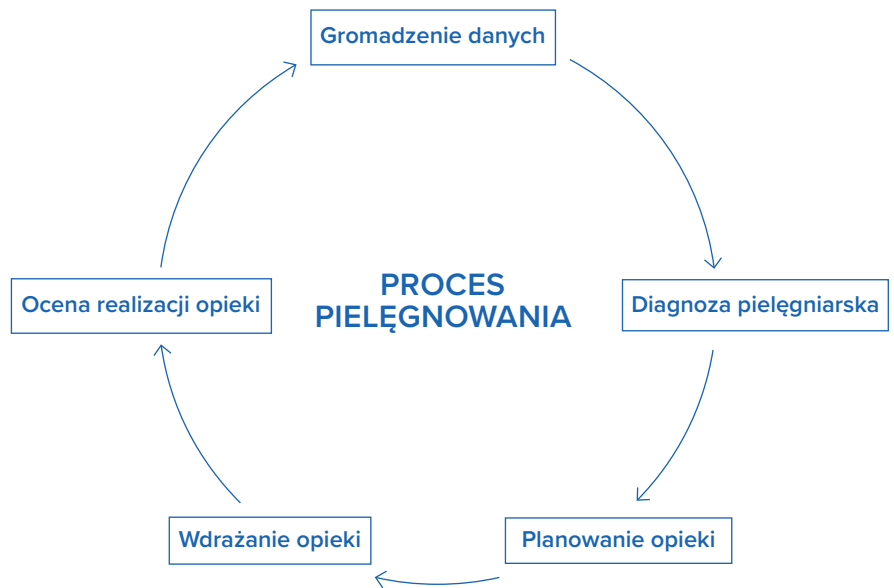 Gromadzenie danych
PROCES
PIELĘGNOWANIA
Ocena realizacji opieki
Diagnoza pielęgniarska
Wdrażanie opieki
Planowanie opieki